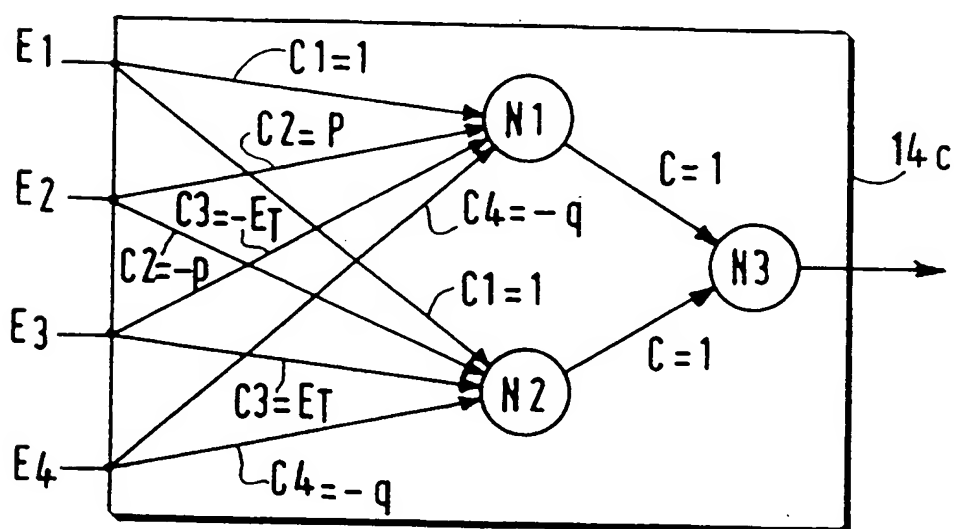 E1
C1=1
N1
C2=P
14c
C=1
E2
C3=-ET
C4=-q
C2=-p
N3
C1=1
E3
C=1
N2
C3=ET
E4
C4=-q